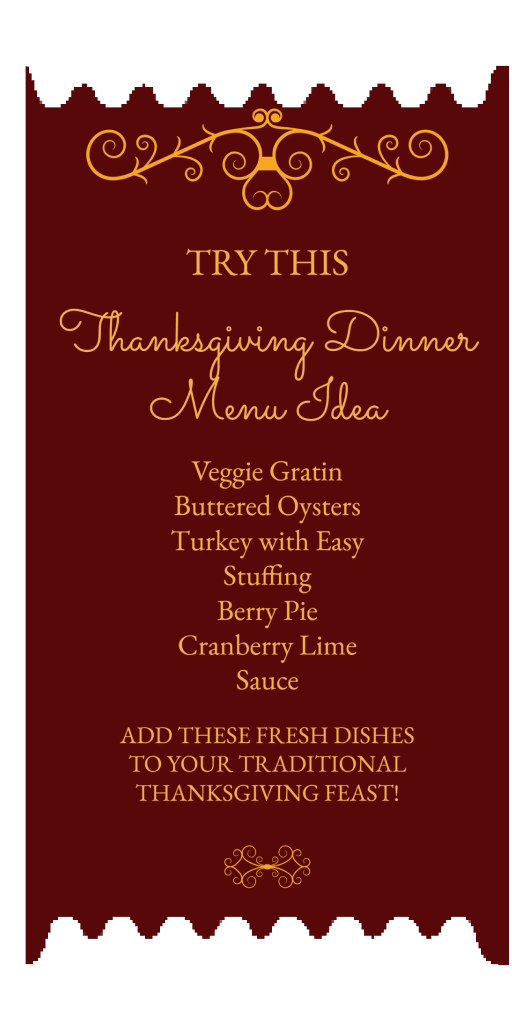 TRY THIS
Thanksgiving Dinner
Menu Idea
Veggie Gratin
Buttered Oysters
Turkey with Easy
Stuffing
Berry Pie
Cranberry Lime
Sauce
ADD THESE FRESH DISHES
TO YOUR TRADITIONAL
THANKSGIVING FEAST!